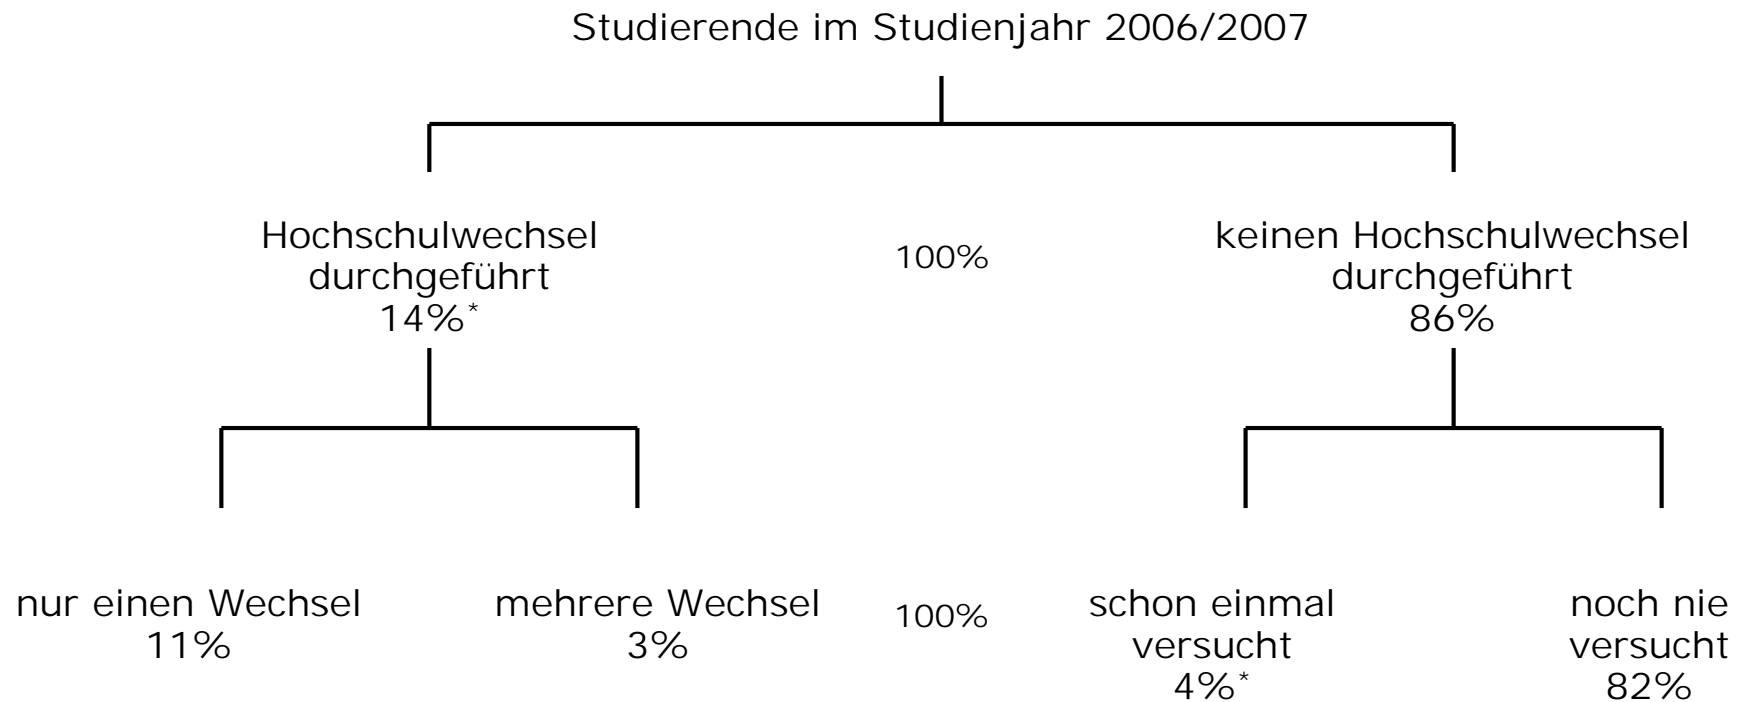 Studierende im Studienjahr 2006/2007
Hochschulwechsel
durchgeführt
14%*
100%
keinen Hochschulwechsel
durchgeführt
86%
nur einen Wechsel
11%
mehrere Wechsel
3%
100%
schon einmal
versucht
4%*
noch nie
versucht
82%